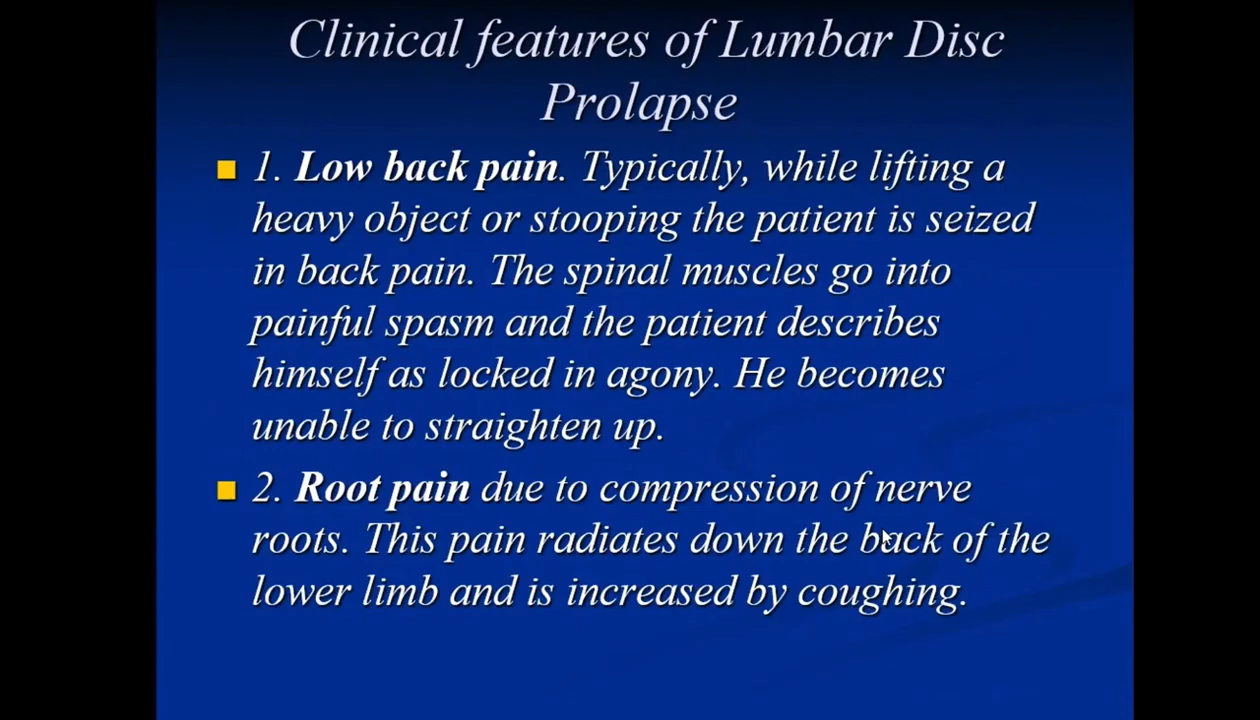 Clinical features of Lumbar Disc
Prolapse
1. Low back pain. Typically, while lifting a
heavy object or stooping the patient is seized
in back pain. The spinal muscles go into
painful spasm and the patient describes
himself as locked in agony. He becomes
unable to straighten up.
2. Root pain due to compression of nerve
roots. This pain radiates down the back of the
lower limb and is increased by coughing.